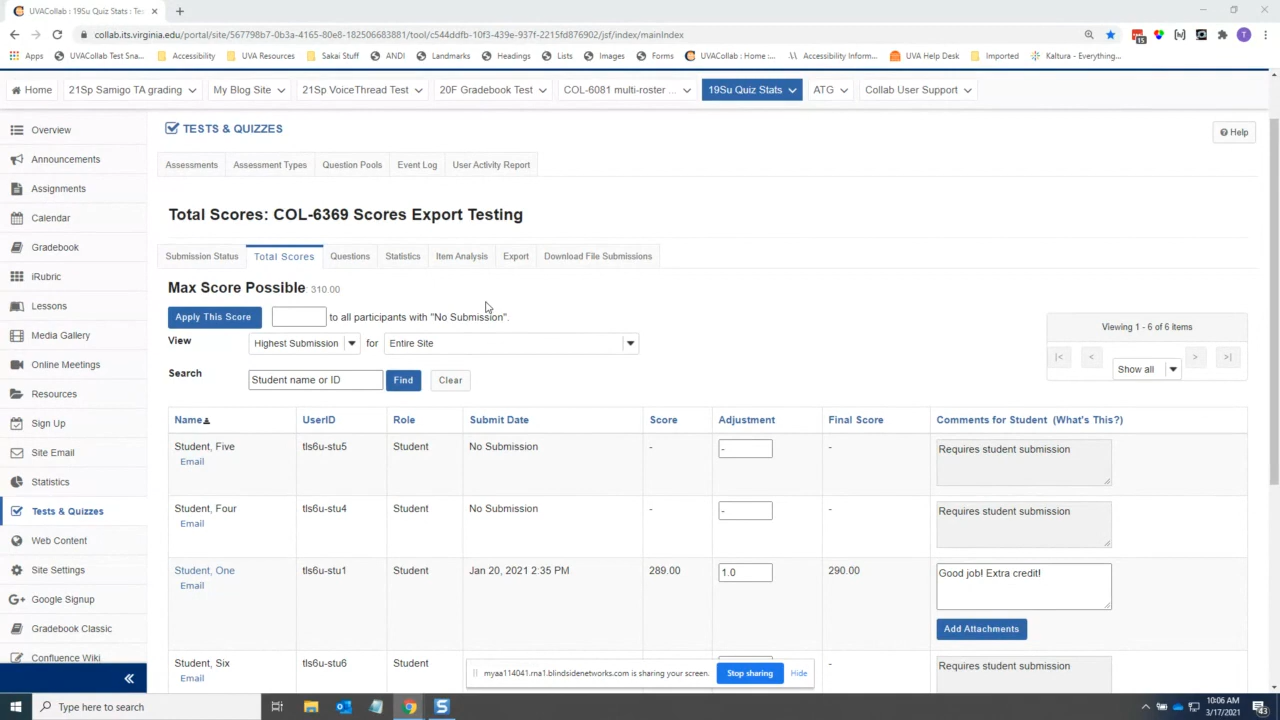 UVACollab : 19Su Quiz Stats : Tes
collab.its.virginia.edu/portal/site/567798b7-0b3a-4165-80e8-182506683881/tool/c544ddfb-10f3-439e-937f-2215fd876902/jsf/index/mainIndex
15
T
Apps UVACollab Test Sna... Accessibility UVA Resources Sakai Stuff ANDI Landmarks Headings Lists Images Forms UVACollab : Home :... Accessibility Inform... UVA Help Desk Imported Kaltura - Everything...
Home 21Sp Samigo TA grading My Blog Site 21Sp VoiceThread Test 20F Gradebook Test COL-6081 multi-roster ... 19Su Quiz Stats ATG Collab User Support
Overview
Announcements
Assignments
Calendar
Gradebook
iRubric
Lessons
Media Gallery
Online Meetings
Resources
Sign Up
Site Email
Statistics
Tests & Quizzes
Web Content
Site Settings
Google Signup
Gradebook Classic
Confluence Wiki
TESTS & QUIZZES
Help
Assessments Assessment Types Question Pools Event Log User Activity Report
Total Scores: COL-6369 Scores Export Testing
Submission Status Total Scores Questions Statistics Item Analysis Export Download File Submissions
Max Score Possible 310.00
Apply This Score to all participants with "No Submission".
View Highest Submission for Entire Site
Viewing 1 - 6 of 6 items
|< < Show all > >|
Search Student name or ID Find Clear
Name UserID Role Submit Date Score Adjustment Final Score Comments for Student (What's This?)
Student, Five tls6u-stu5 Student No Submission - - - Requires student submission
Email
Student, Four tls6u-stu4 Student No Submission - - - Requires student submission
Email
Student, One tls6u-stu1 Student Jan 20, 2021 2:35 PM 289.00 1.0 290.00 Good job! Extra credit!
Email
Add Attachments
Student, Six tls6u-stu6 Student - Requires student submission
Email
myaa114041.rna1.blindsidenetworks.com is sharing your screen. Stop sharing Hide
Type here to search
10:06 AM
3/17/2021
43